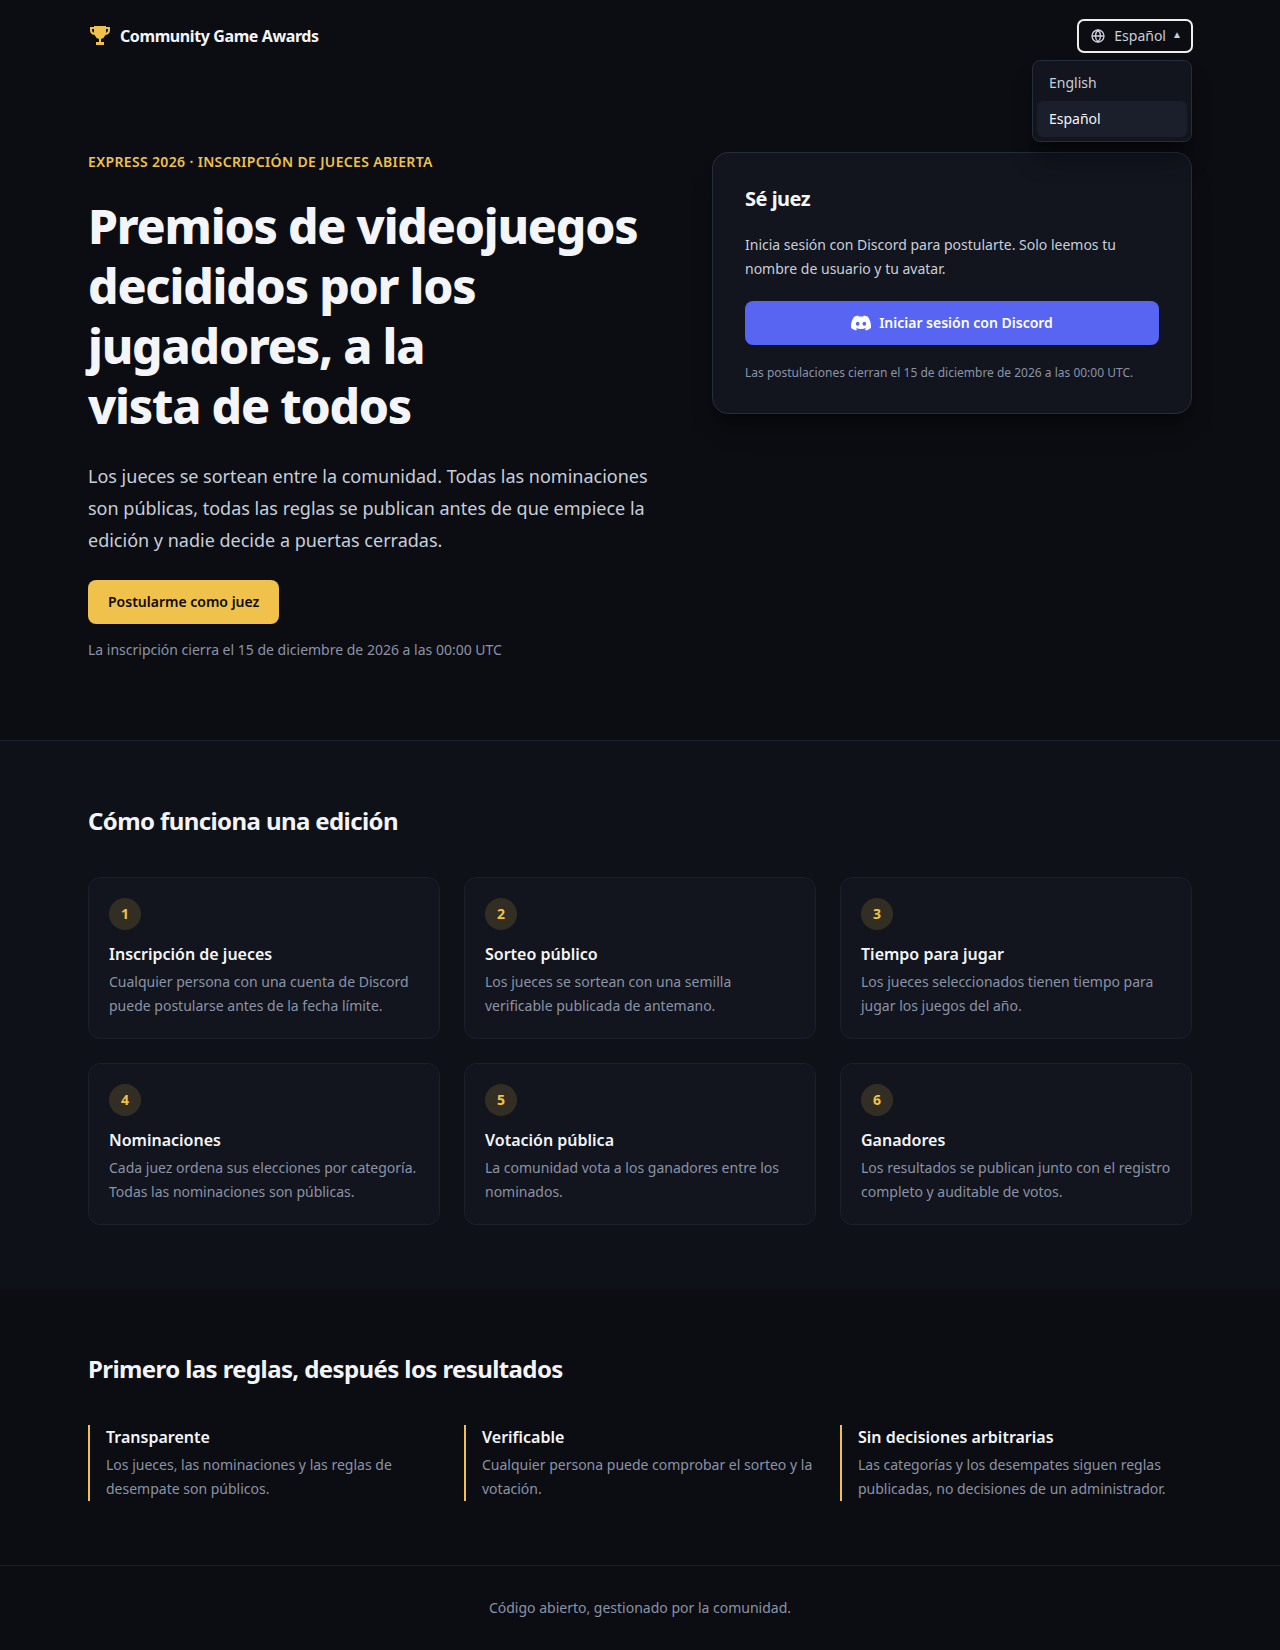 Community Game Awards
Español
English
Español
EXPRESS 2026 · INSCRIPCIÓN DE JUECES ABIERTA
Premios de videojuegos
decididos por los
jugadores, a la
vista de todos
Los jueces se sortean entre la comunidad. Todas las nominaciones
son públicas, todas las reglas se publican antes de que empiece la
edición y nadie decide a puertas cerradas.
Postularme como juez
La inscripción cierra el 15 de diciembre de 2026 a las 00:00 UTC
Sé juez
Inicia sesión con Discord para postularte. Solo leemos tu
nombre de usuario y tu avatar.
Iniciar sesión con Discord
Las postulaciones cierran el 15 de diciembre de 2026 a las 00:00 UTC.
Cómo funciona una edición
1
Inscripción de jueces
Cualquier persona con una cuenta de Discord
puede postularse antes de la fecha límite.
2
Sorteo público
Los jueces se sortean con una semilla
verificable publicada de antemano.
3
Tiempo para jugar
Los jueces seleccionados tienen tiempo para
jugar los juegos del año.
4
Nominaciones
Cada juez ordena sus elecciones por categoría.
Todas las nominaciones son públicas.
5
Votación pública
La comunidad vota a los ganadores entre los
nominados.
6
Ganadores
Los resultados se publican junto con el registro
completo y auditable de votos.
Primero las reglas, después los resultados
Transparente
Los jueces, las nominaciones y las reglas de
desempate son públicos.
Verificable
Cualquier persona puede comprobar el sorteo y la
votación.
Sin decisiones arbitrarias
Las categorías y los desempates siguen reglas
publicadas, no decisiones de un administrador.
Código abierto, gestionado por la comunidad.